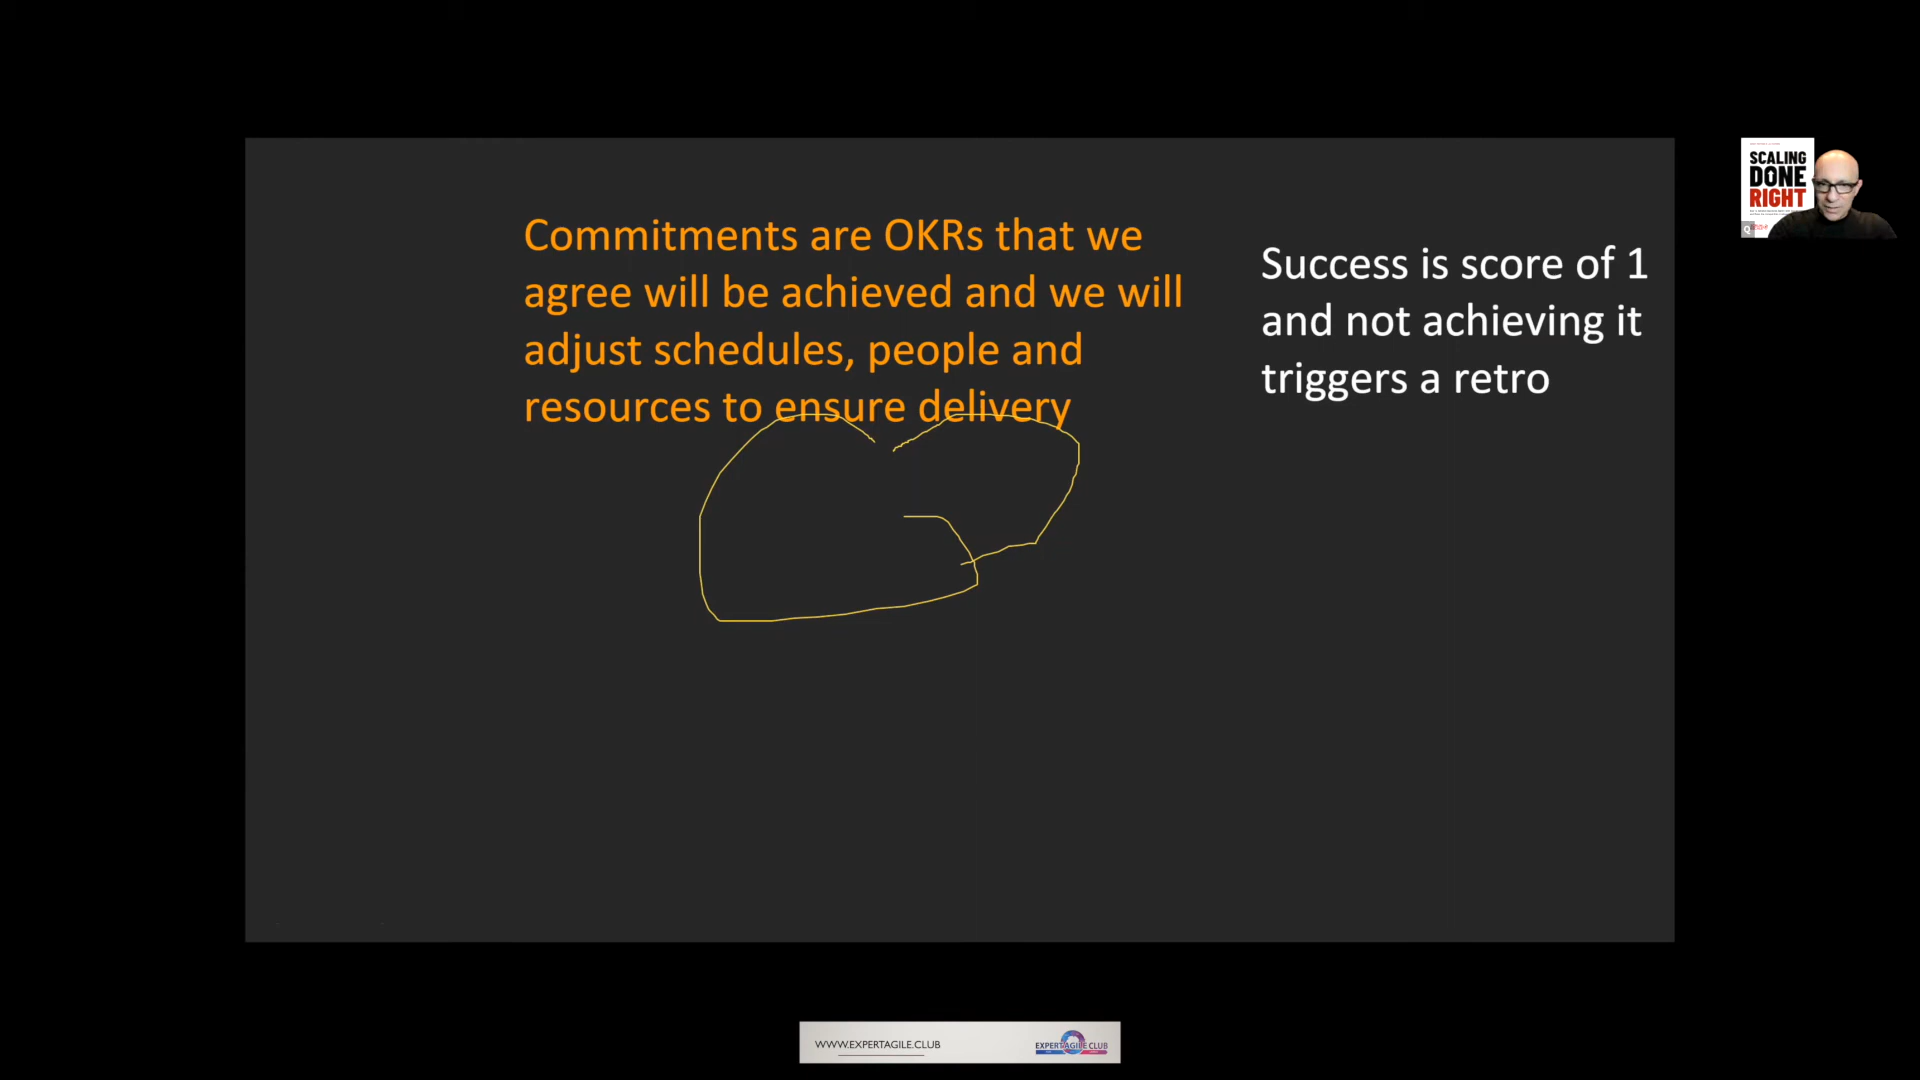 Commitments are OKRs that we
agree will be achieved and we will
adjust schedules, people and
resources to ensure delivery
Success is score of 1
and not achieving it
triggers a retro
SCALING
DONE
RIGHT
WWW.EXPERTAGILE.CLUB
EXPERT AGILE CLUB